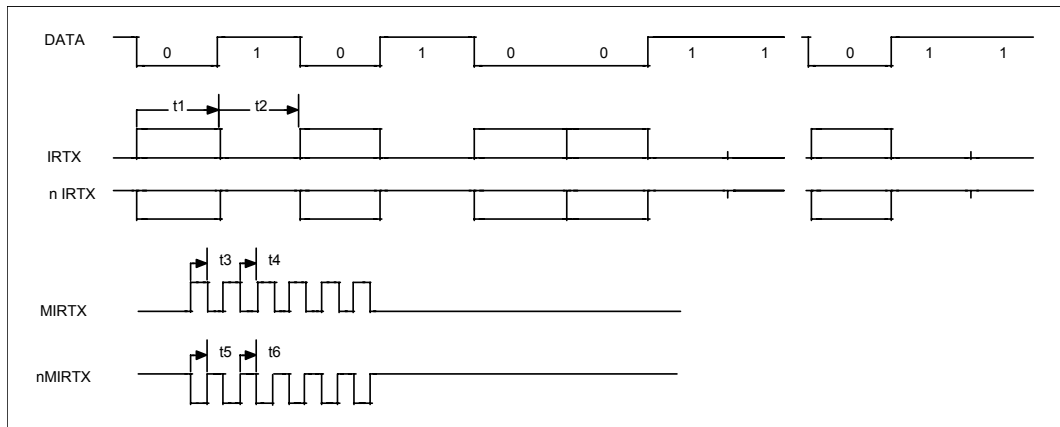 DATA
0 1 0 1 0 0 1 1 0 1 1
t1 t2
IRTX
n IRTX
t3 t4
MIRTX
t5 t6
nMIRTX